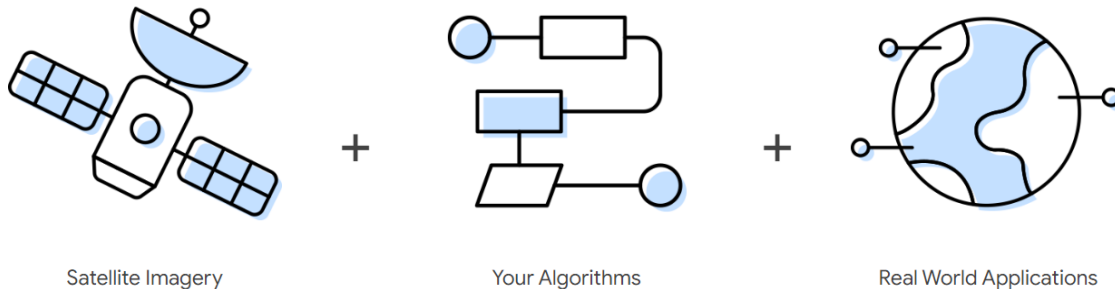 +
+
Satellite Imagery
Your Algorithms
Real World Applications